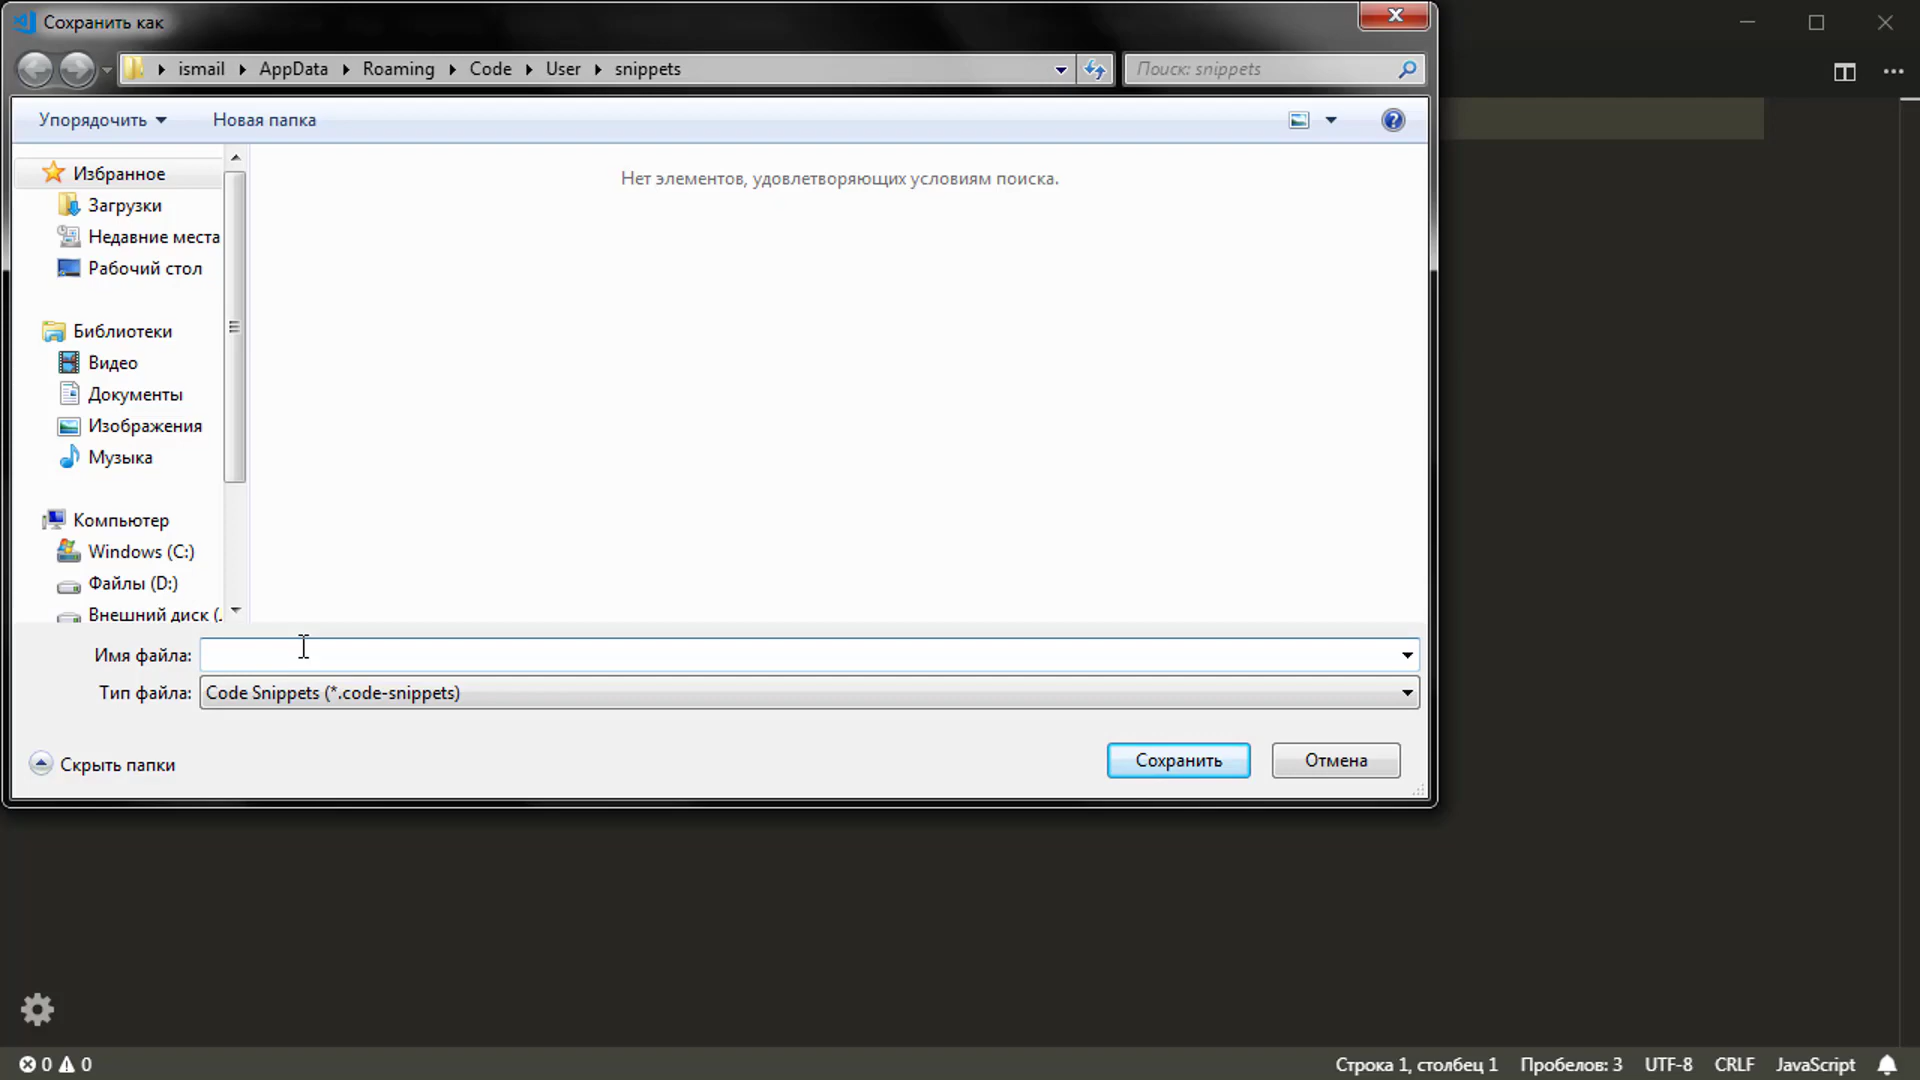 Сохранить как
ismail AppData Roaming Code User snippets
Поиск: snippets
Упорядочить Новая папка
Нет элементов, удовлетворяющих условиям поиска.
Избранное
Загрузки
Недавние места
Рабочий стол
Библиотеки
Видео
Документы
Изображения
Музыка
Компьютер
Windows (C:)
Файлы (D:)
Внешний диск (
Имя файла:
Тип файла: Code Snippets (*.code-snippets)
Скрыть папки
Сохранить Отмена
0 0
Строка 1, столбец 1 Пробелов: 3 UTF-8 CRLF JavaScript